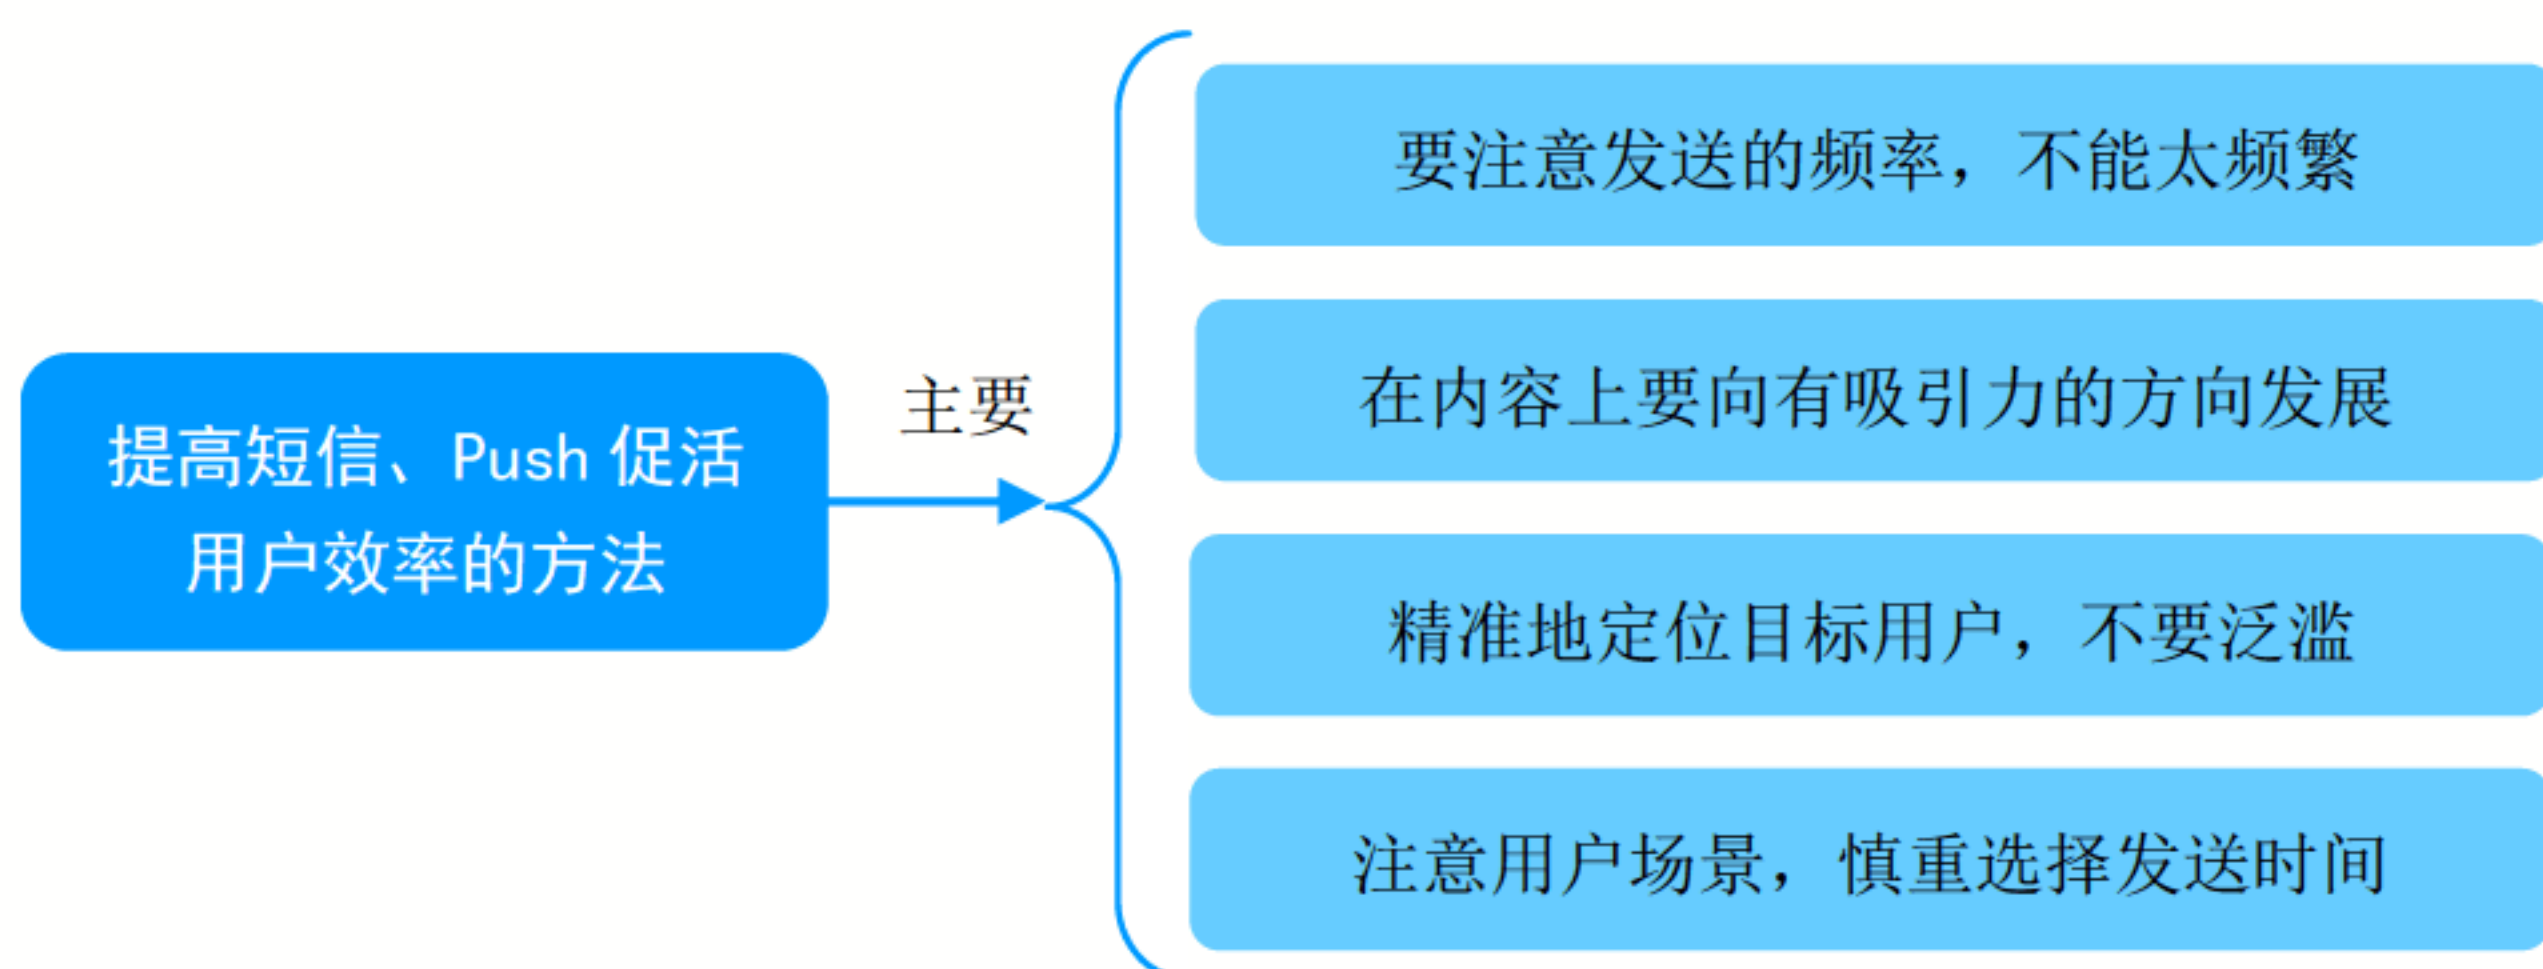 提高短信、Push 促活
用户效率的方法
主要
要注意发送的频率，不能太频繁
在内容上要向有吸引力的方向发展
精准地定位目标用户，不要泛滥
注意用户场景，慎重选择发送时间